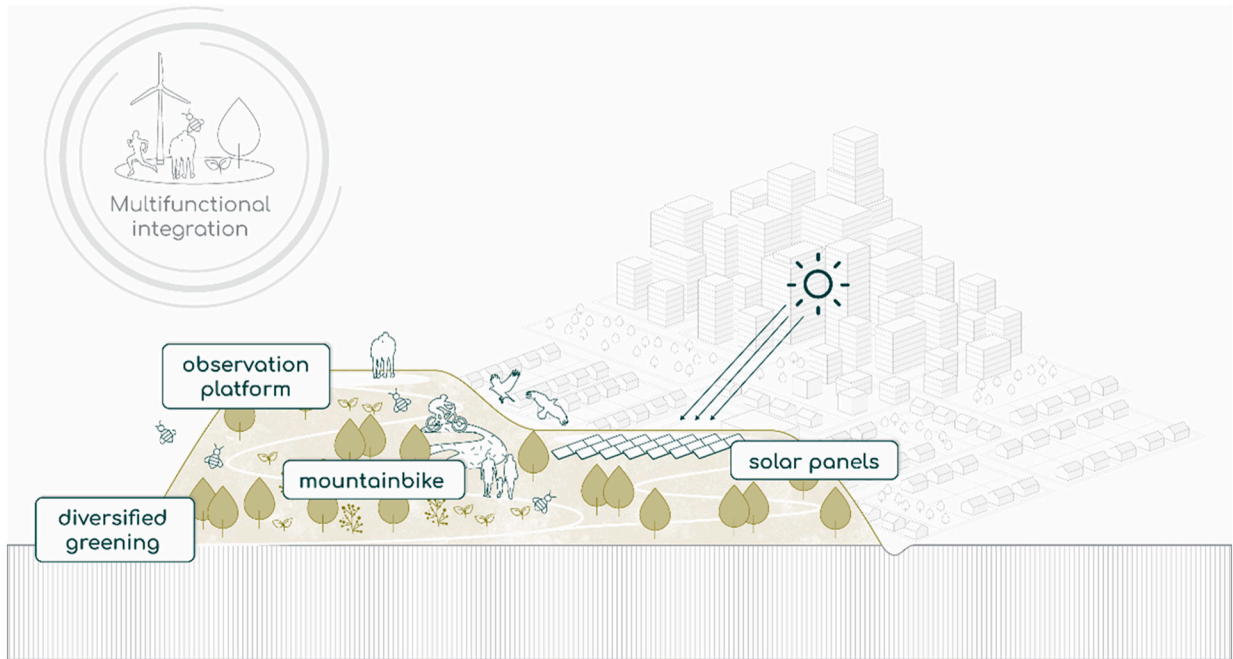 Multifunctional
integration
observation
platform
mountainbike
solar panels
diversified
greening